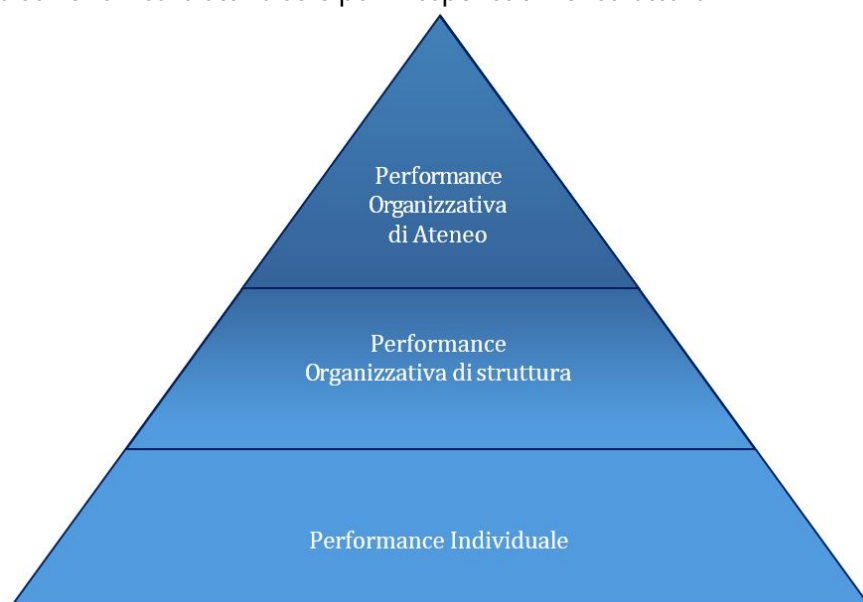 Performance
Organizzativa
di Ateneo
Performance
Organizzativa di struttura
Performance Individuale